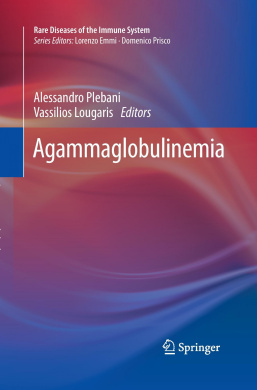 Rare Diseases of the Immune System
Series Editors: Lorenzo Emmi · Domenico Prisco
Alessandro Plebani
Vassilios Lougaris Editors
Agammaglobulinemia
Springer